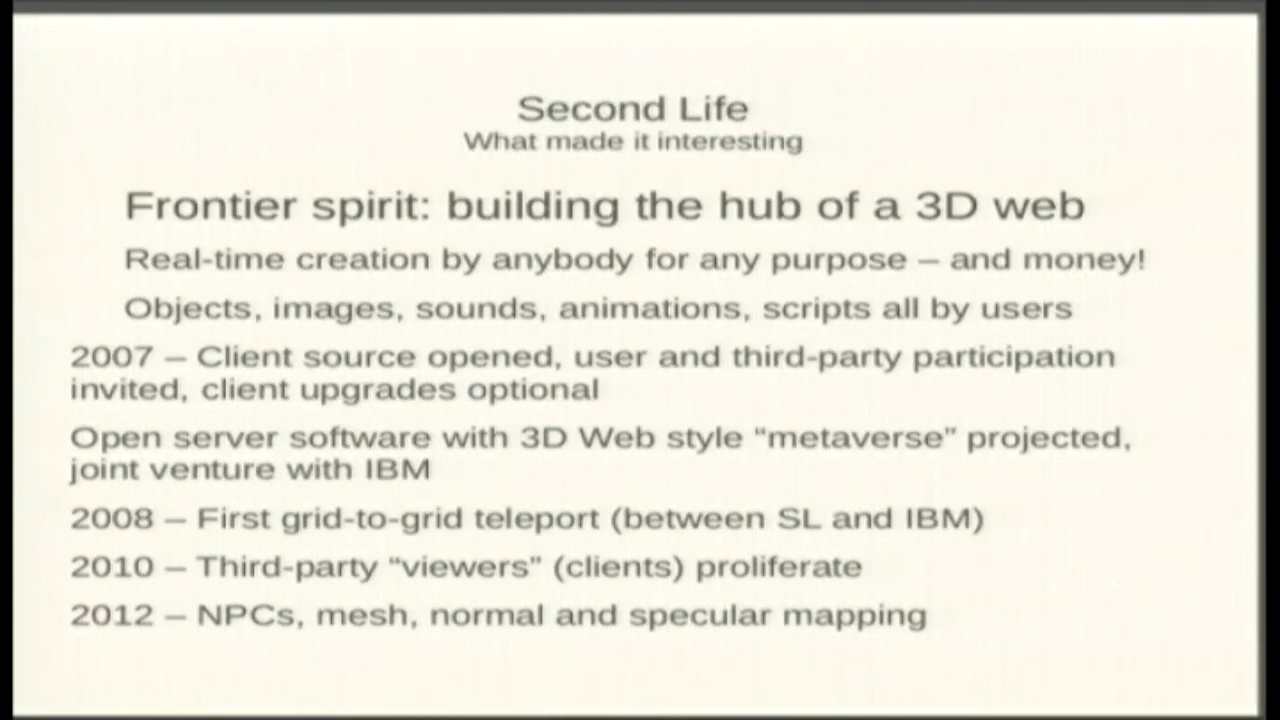 Second Life
What made it interesting
Frontier spirit: building the hub of a 3D web
Real-time creation by anybody for any purpose – and money!
Objects, images, sounds, animations, scripts all by users
2007 – Client source opened, user and third-party participation
invited, client upgrades optional
Open server software with 3D Web style “metaverse” projected,
joint venture with IBM
2008 – First grid-to-grid teleport (between SL and IBM)
2010 – Third-party “viewers” (clients) proliferate
2012 – NPCs, mesh, normal and specular mapping